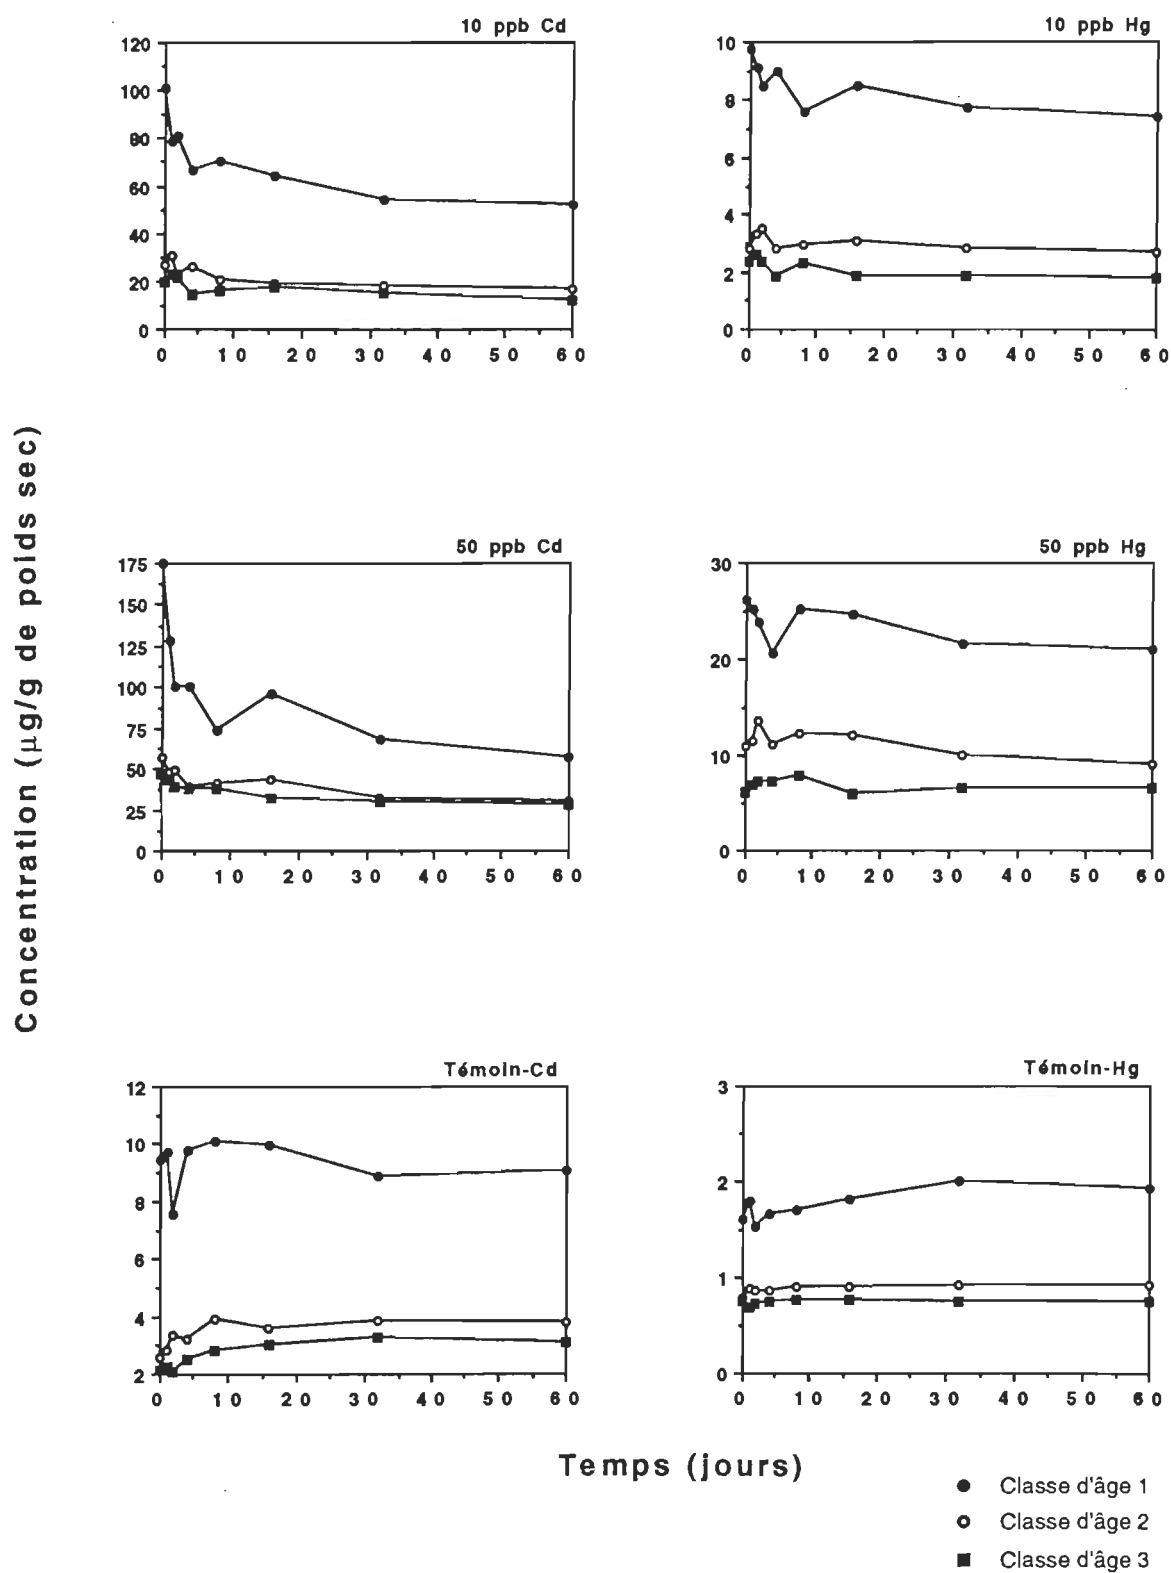 10 ppb Cd
120
100
80
60
40
20
0
0 10 20 30 40 50 60
10 ppb Hg
10
8
6
4
2
0
0 10 20 30 40 50 60
Concentration (µg/g de poids sec)
50 ppb Cd
175
150
125
100
75
50
25
0
0 10 20 30 40 50 60
50 ppb Hg
30
20
10
0
0 10 20 30 40 50 60
Témoin-Cd
12
10
8
6
4
2
0 10 20 30 40 50 60
Témoin-Hg
3
2
1
0
0 10 20 30 40 50 60
Temps (jours)
Classe d'âge 1
Classe d'âge 2
Classe d'âge 3